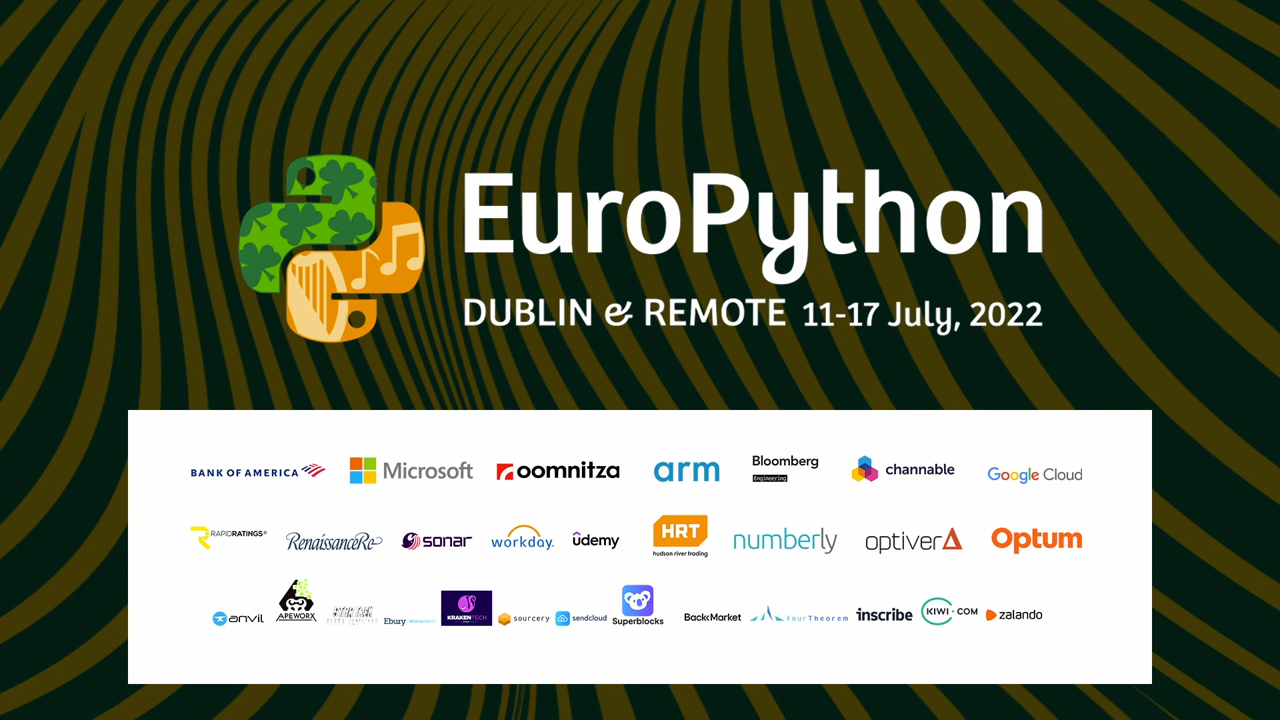 EuroPython
DUBLIN & REMOTE 11-17 July, 2022
BANK OF AMERICA Microsoft oomnitza arm Bloomberg Engineering channable Google Cloud
RAPIDRATINGS® RenaissanceRe sonar workday. ûdemy HRT hudson river trading numberly optiver Optum
anvil APEWORX Ebury KRAKENTECH sourcery sendcloud Superblocks BackMarket fourTheorem inscribe KIWI.COM zalando